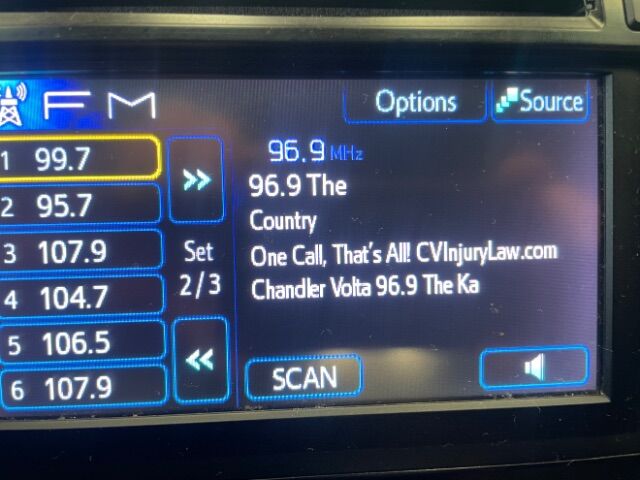 FM
Options
Source
1 99.7
2 95.7
3 107.9
4 104.7
5 106.5
6 107.9
>>
Set
2/3
<<
96.9 MHz
96.9 The
Country
One Call, That's All! CVInjuryLaw.com
Chandler Volta 96.9 The Ka
SCAN